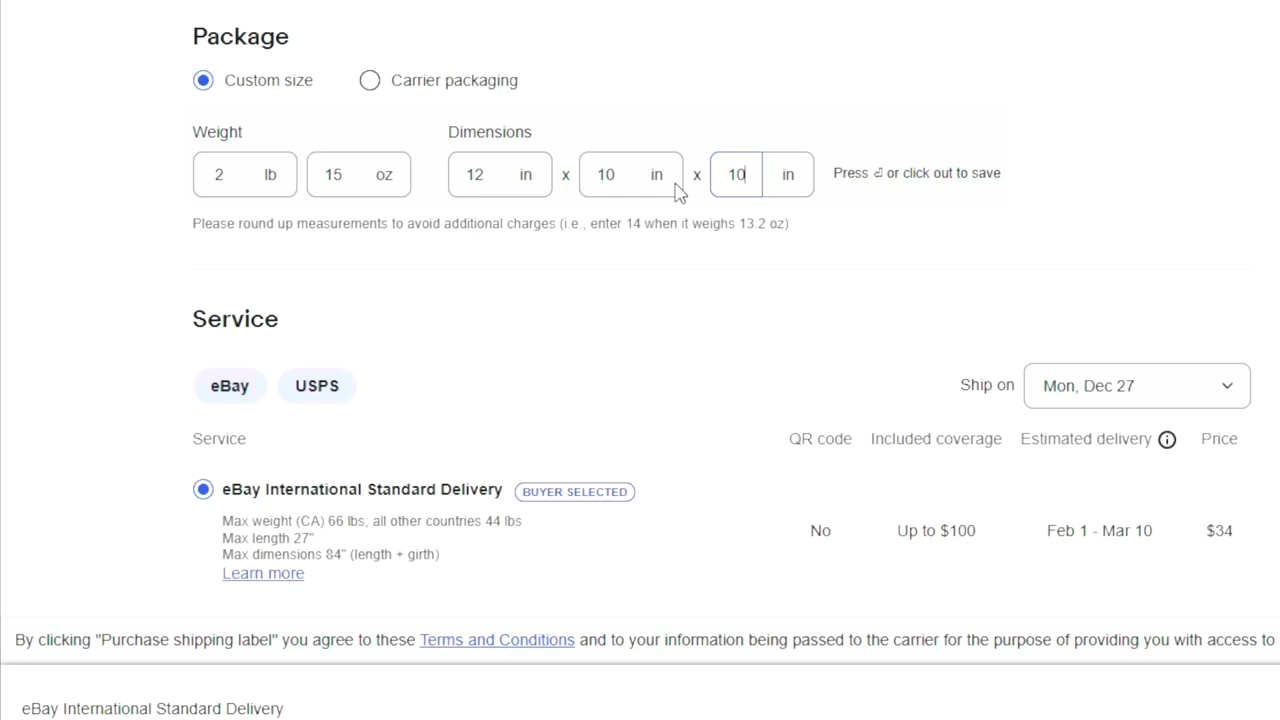 Package
Custom size Carrier packaging
Weight Dimensions
2 lb 15 oz 12 in x 10 in x 10 in Press ⏎ or click out to save
Please round up measurements to avoid additional charges (i.e., enter 14 when it weighs 13.2 oz)
Service
eBay USPS Ship on Mon, Dec 27
Service QR code Included coverage Estimated delivery Price
eBay International Standard Delivery BUYER SELECTED
Max weight (CA) 66 lbs; all other countries 44 lbs
Max length 27"
Max dimensions 84" (length + girth)
Learn more
No Up to $100 Feb 1 - Mar 10 $34
By clicking "Purchase shipping label" you agree to these Terms and Conditions and to your information being passed to the carrier for the purpose of providing you with access to
eBay International Standard Delivery